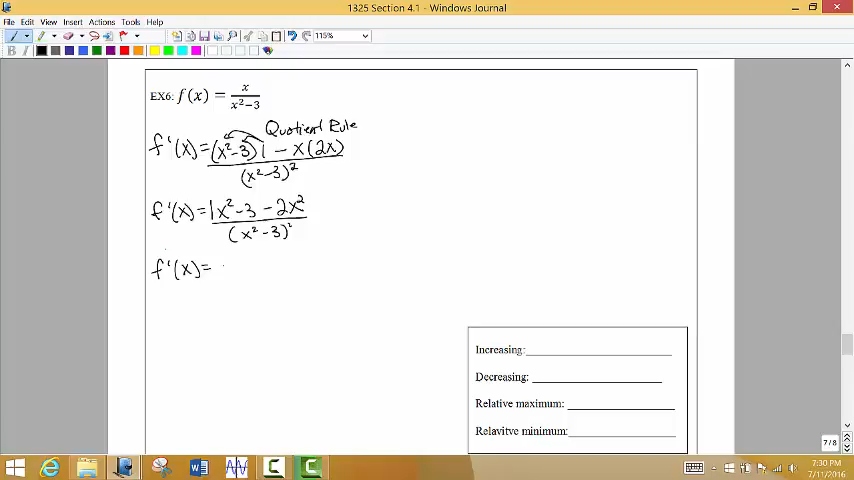 1325 Section 4.1 - Windows Journal
File Edit View Insert Actions Tools Help
115%
B I
EX6: f(x) = x / (x² − 3)
Quotient Rule
f'(x) = ((x²−3)1 − x(2x)) / (x²−3)²
f'(x) = (1x²−3 − 2x²) / (x²−3)²
f'(x) =
Increasing:
Decreasing:
Relative maximum:
Relavitve minimum:
7 / 8
7:30 PM
7/11/2016